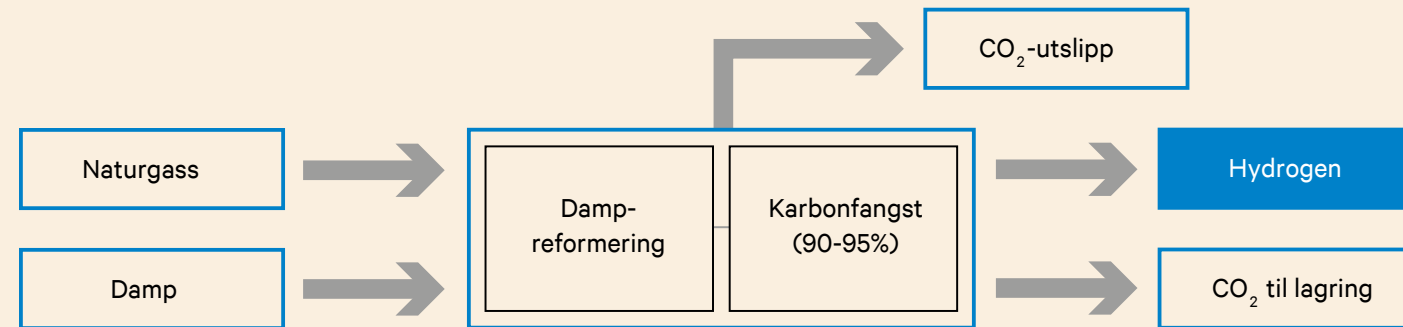 CO₂-utslipp
Naturgass
Damp
Damp-
reformering
Karbonfangst
(90-95%)
Hydrogen
CO₂ til lagring